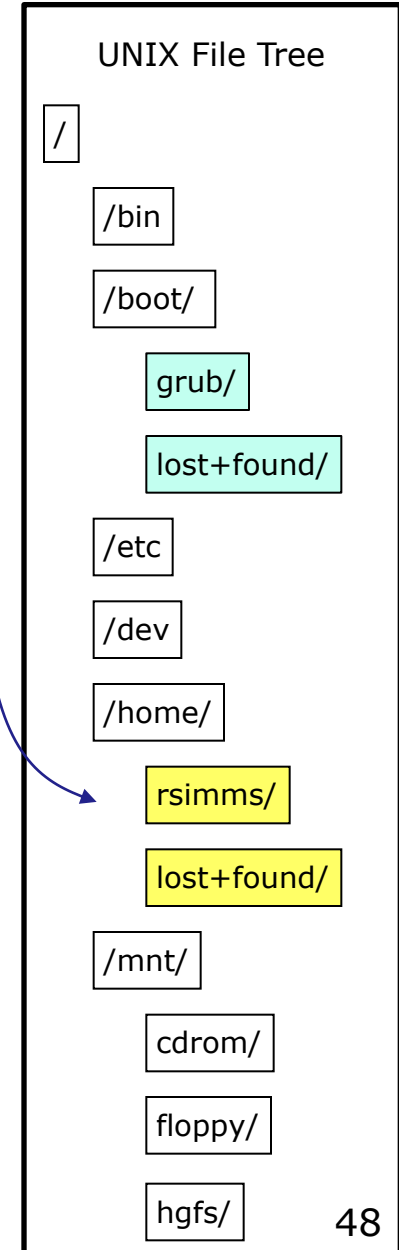 UNIX File Tree
/
/bin
/boot/
grub/
lost+found/
/etc
/dev
/home/
rsimms/
lost+found/
/mnt/
cdrom/
floppy/
hgfs/
48